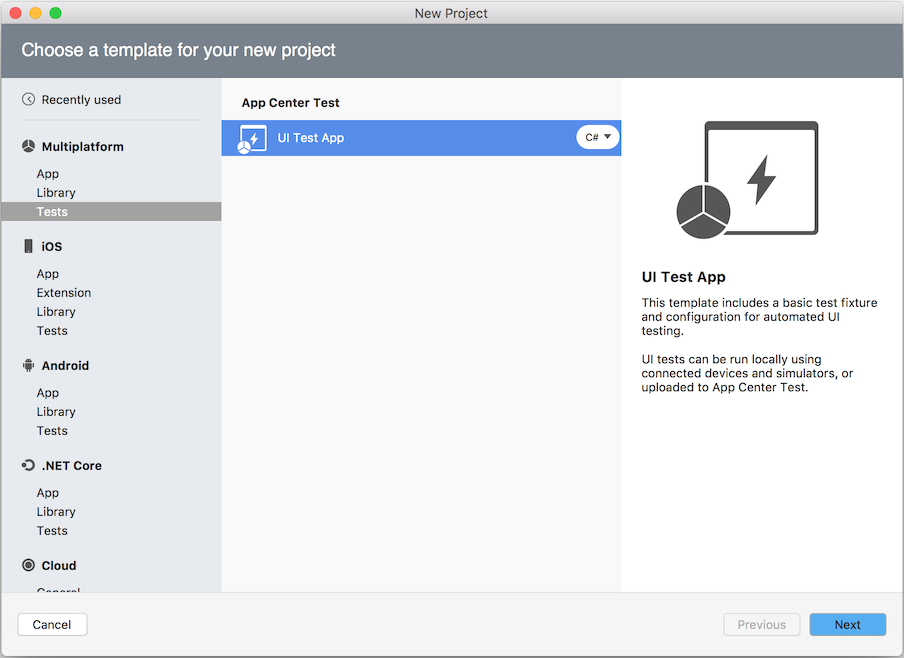 New Project
Choose a template for your new project
Recently used
Multiplatform
App
Library
Tests
iOS
App
Extension
Library
Tests
Android
App
Library
Tests
.NET Core
App
Library
Tests
Cloud
General
App Center Test
UI Test App
C#
UI Test App
This template includes a basic test fixture
and configuration for automated UI
testing.
UI tests can be run locally using
connected devices and simulators, or
uploaded to App Center Test.
Cancel
Previous
Next